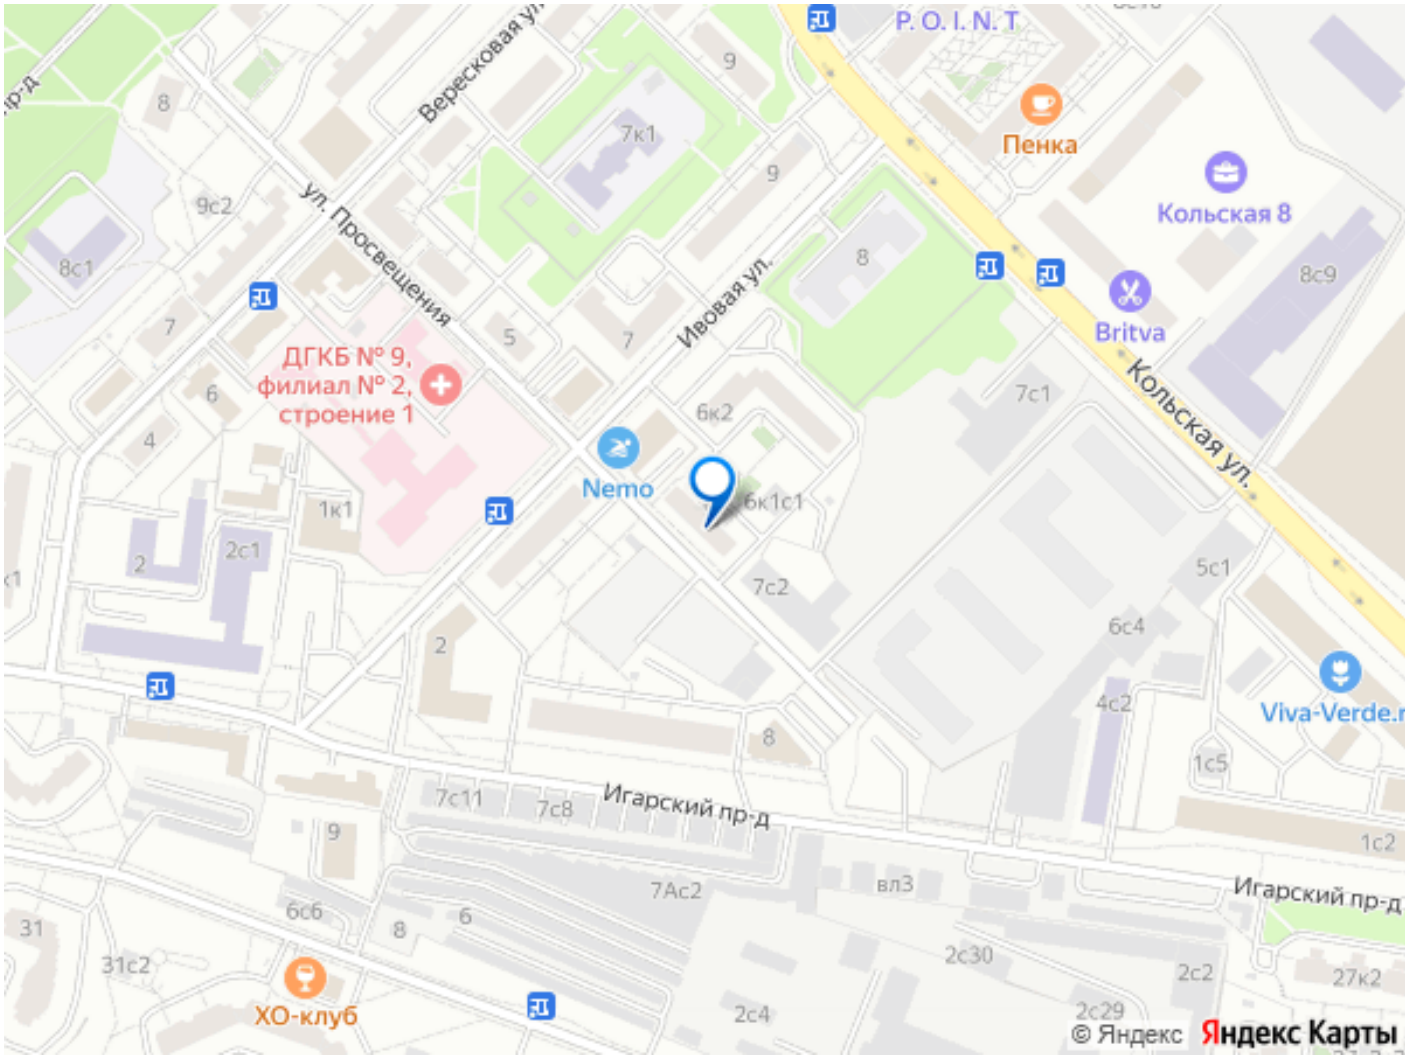 P.O.I.N.T
Вересковая ул.
9
8
7к1
Пенка
9
9с2
Кольская 8
ул. Просвещения
8с1
8
8с9
Ивовая ул.
7
5
7
Britva
ДГКБ № 9,
филиал № 2,
строение 1
6
7с1
Кольская ул.
6к2
4
Nemo
1к1
6к1с1
2с1
2
7с2
5с1
6с4
2
4с2
Viva-Verde.r
8
1с5
7с11
7с8
Игарский пр-д
9
1с2
7Ас2
вл3
Игарский пр-д
6с6
6
8
31
31с2
2с30
2с2
27к2
ХО-клуб
2с4
2с29
© Яндекс Яндекс Карты